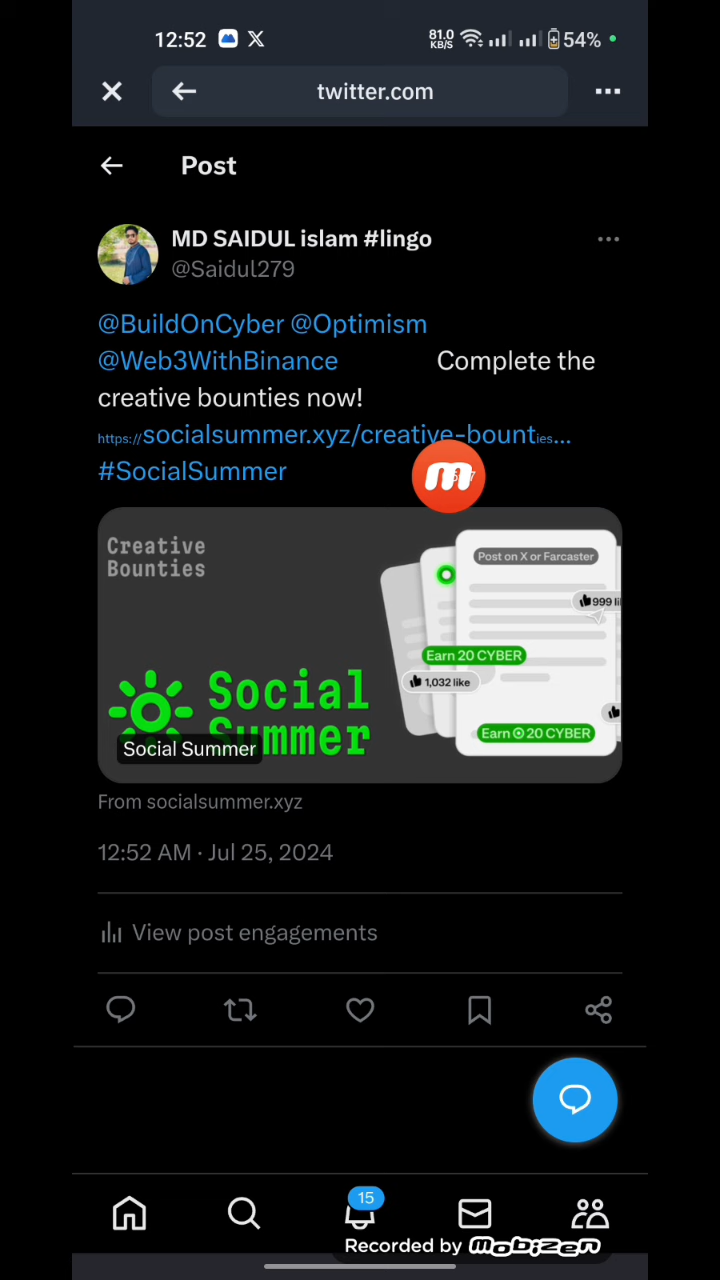 12:52 X 81.0 KB/S 54%
twitter.com
Post
MD SAIDUL islam #lingo
@Saidul279
@BuildOnCyber @Optimism
@Web3WithBinance Complete the
creative bounties now!
https://socialsummer.xyz/creative-bounties...
#SocialSummer
Creative
Bounties
Post on X or Farcaster
999 li
Earn 20 CYBER
1,032 like
Social
Summer
Earn 20 CYBER
Social Summer
From socialsummer.xyz
12:52 AM · Jul 25, 2024
View post engagements
15
Recorded by mobizen